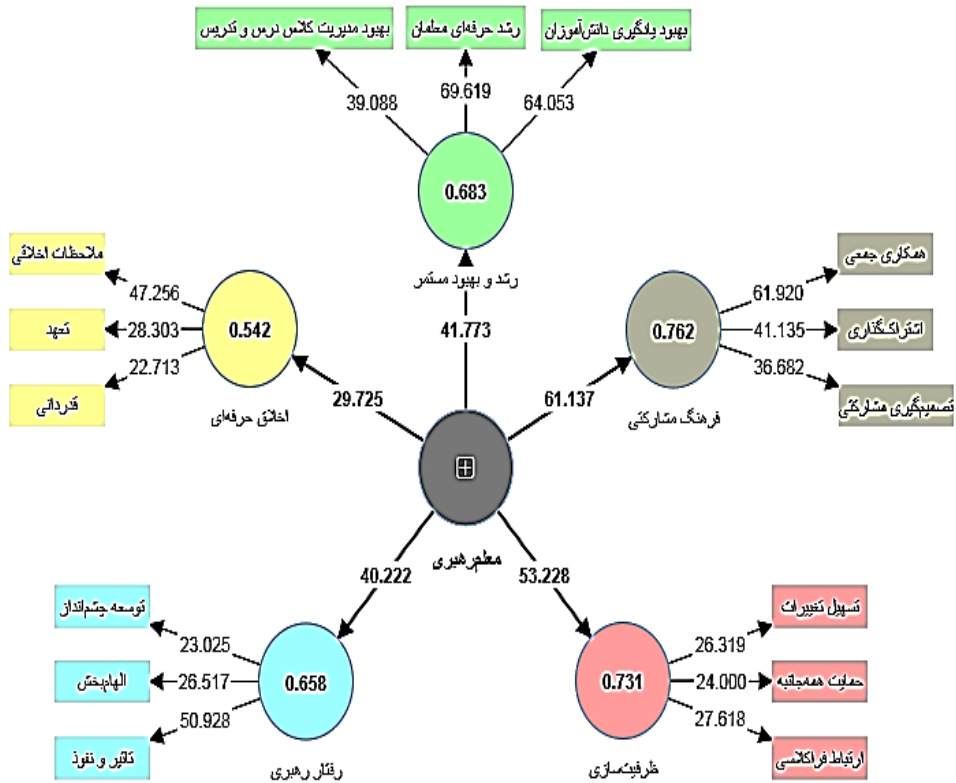 بهبود یادگیری دانش‌آموزان
رشد حرفه‌ای معلمان
بهبود مدیریت کلاس درس و تدریس
39.088
69.619
64.053
0.683
رشد و بهبود مستمر
41.773
ملاحظات اخلاقی
تعهد
قدردانی
47.256
28.303
22.713
0.542
اخلاق حرفه‌ای
29.725
همکاری جمعی
اشتراک‌گذاری
تصمیم‌گیری مشارکتی
61.920
41.135
36.682
0.762
فرهنگ مشارکتی
61.137
معلم‌رهبری
40.222
53.228
توسعه چشم‌انداز
الهام‌بخش
تاثیر و نفوذ
23.025
26.517
50.928
0.658
رفتار رهبری
تسهیل تغییرات
حمایت همه‌جانبه
ارتباط فراکلاسی
26.319
24.000
27.618
0.731
ظرفیت‌سازی